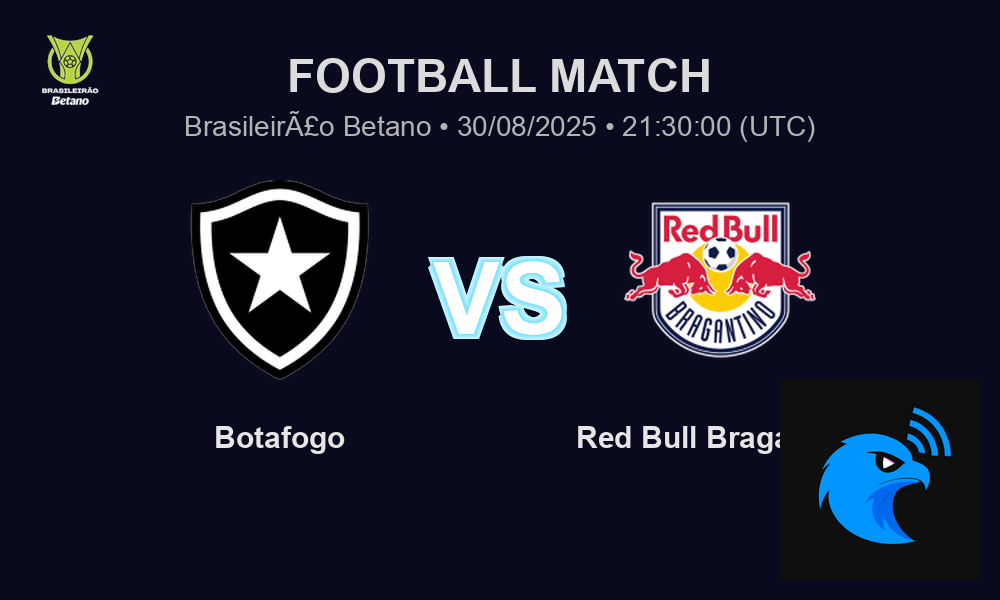 BRASILEIRÃO
Betano
FOOTBALL MATCH
BrasileirÃ£o Betano • 30/08/2025 • 21:30:00 (UTC)
Red Bull
BRAGANTINO
VS
Botafogo
Red Bull Braga